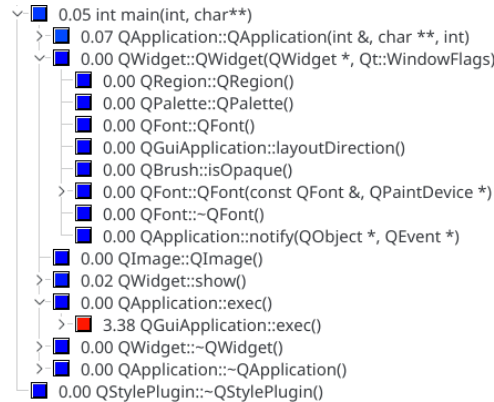 0.05 int main(int, char**)
0.07 QApplication::QApplication(int &, char **, int)
0.00 QWidget::QWidget(QWidget *, Qt::WindowFlags)
0.00 QRegion::QRegion()
0.00 QPalette::QPalette()
0.00 QFont::QFont()
0.00 QGuiApplication::layoutDirection()
0.00 QBrush::isOpaque()
0.00 QFont::QFont(const QFont &, QPaintDevice *)
0.00 QFont::~QFont()
0.00 QApplication::notify(QObject *, QEvent *)
0.00 QImage::QImage()
0.02 QWidget::show()
0.00 QApplication::exec()
3.38 QGuiApplication::exec()
0.00 QWidget::~QWidget()
0.00 QApplication::~QApplication()
0.00 QStylePlugin::~QStylePlugin()